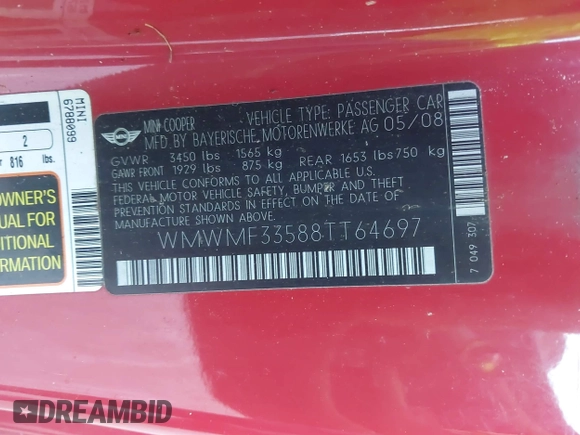 MINI
MINI COOPER
VEHICLE TYPE: PASSENGER CAR
MFD. BY BAYERISCHE MOTORENWERKE AG 05/08
GVWR 3450 lbs 1565 kg
GAWR FRONT 1929 lbs 875 kg REAR 1653 lbs 750 kg
THIS VEHICLE CONFORMS TO ALL APPLICABLE U.S.
FEDERAL MOTOR VEHICLE SAFETY, BUMPER AND THEFT
PREVENTION STANDARDS IN EFFECT ON THE DATE OF
MANUFACTURE SHOWN ABOVE.
WMWMF33588TT64697
7 049 307
MINI
6788099
2
816 lbs.
OWNER'S
UAL FOR
ITIONAL
ORMATION
DREAMBID